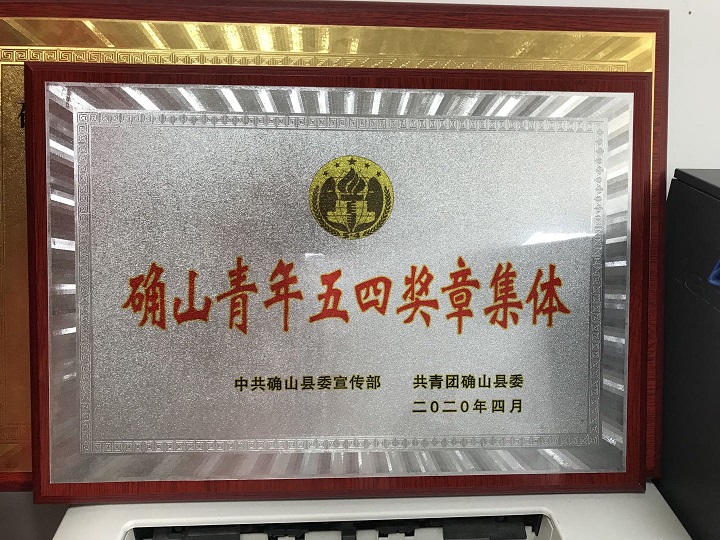 确山青年五四奖章集体
中共确山县委宣传部 共青团确山县委
二〇二〇年四月